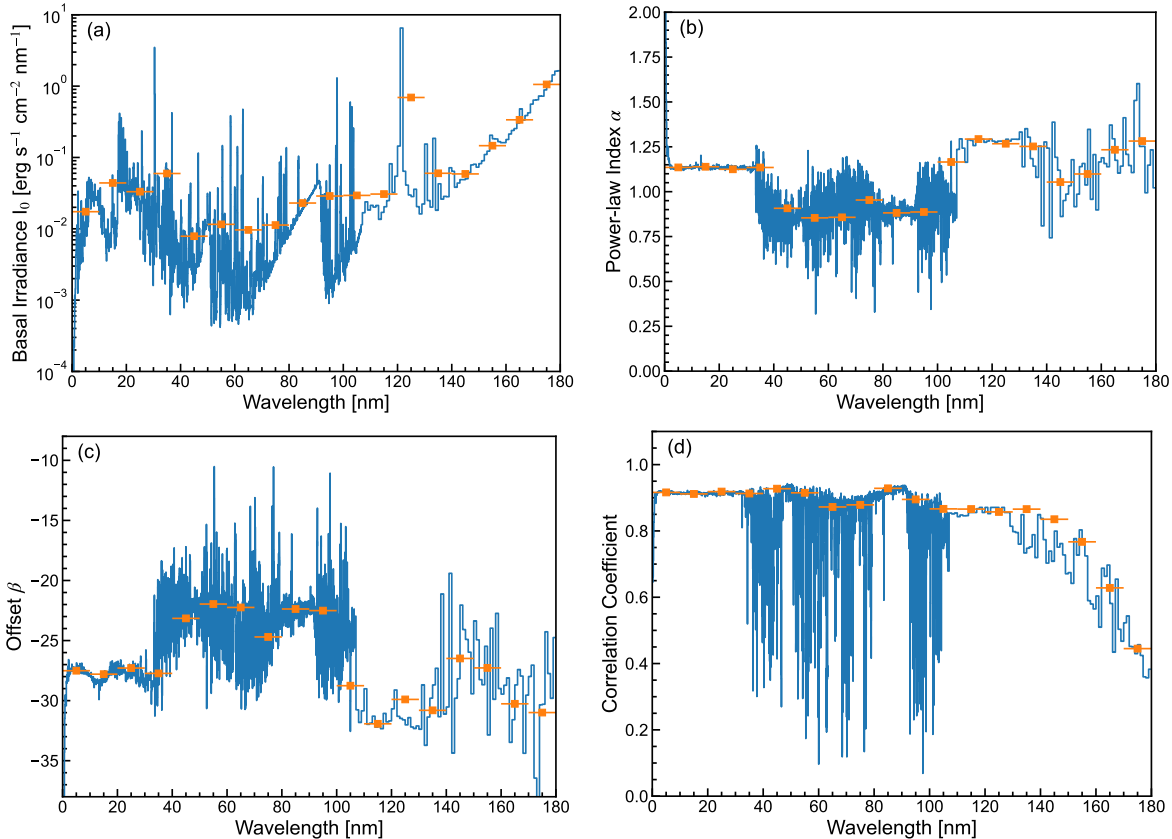 (a)
10^1
10^0
10^−1
10^−2
10^−3
10^−4
Basal Irradiance I_0 [erg s^−1 cm^−2 nm^−1]
0 20 40 60 80 100 120 140 160 180
Wavelength [nm]
(b)
2.00
1.75
1.50
1.25
1.00
0.75
0.50
0.25
0.00
Power-law Index α
0 20 40 60 80 100 120 140 160 180
Wavelength [nm]
(c)
−10
−15
−20
−25
−30
−35
Offset β
0 20 40 60 80 100 120 140 160 180
Wavelength [nm]
(d)
1.0
0.8
0.6
0.4
0.2
0.0
Correlation Coefficient
0 20 40 60 80 100 120 140 160 180
Wavelength [nm]